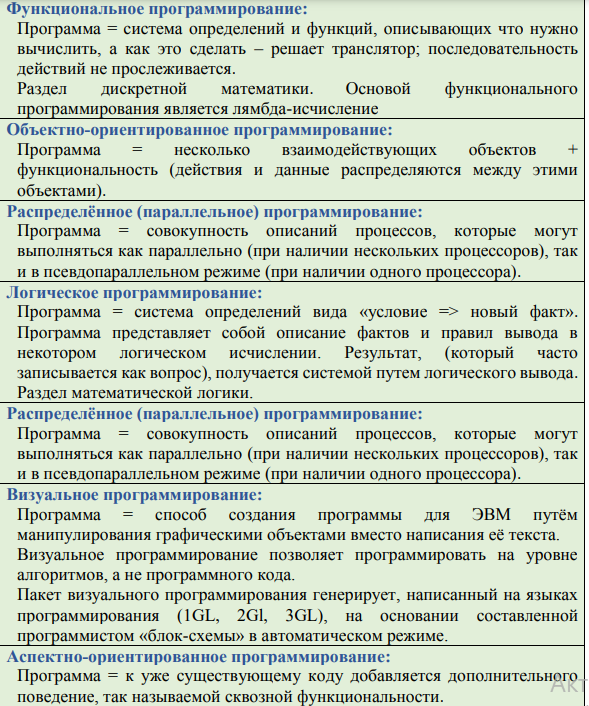 Функциональное программирование:
Программа = система определений и функций, описывающих что нужно
вычислить, а как это сделать – решает транслятор; последовательность
действий не прослеживается.
Раздел дискретной математики. Основой функционального
программирования является лямбда-исчисление
Объектно-ориентированное программирование:
Программа = несколько взаимодействующих объектов +
функциональность (действия и данные распределяются между этими
объектами).
Распределённое (параллельное) программирование:
Программа = совокупность описаний процессов, которые могут
выполняться как параллельно (при наличии нескольких процессоров), так
и в псевдопараллельном режиме (при наличии одного процессора).
Логическое программирование:
Программа = система определений вида «условие => новый факт».
Программа представляет собой описание фактов и правил вывода в
некотором логическом исчислении. Результат, (который часто
записывается как вопрос), получается системой путем логического вывода.
Раздел математической логики.
Распределённое (параллельное) программирование:
Программа = совокупность описаний процессов, которые могут
выполняться как параллельно (при наличии нескольких процессоров), так
и в псевдопараллельном режиме (при наличии одного процессора).
Визуальное программирование:
Программа = способ создания программы для ЭВМ путём
манипулирования графическими объектами вместо написания её текста.
Визуальное программирование позволяет программировать на уровне
алгоритмов, а не программного кода.
Пакет визуального программирования генерирует, написанный на языках
программирования (1GL, 2Gl, 3GL), на основании составленной
программистом «блок-схемы» в автоматическом режиме.
Аспектно-ориентированное программирование:
Программа = к уже существующему коду добавляется дополнительного
поведение, так называемой сквозной функциональности.
Акт